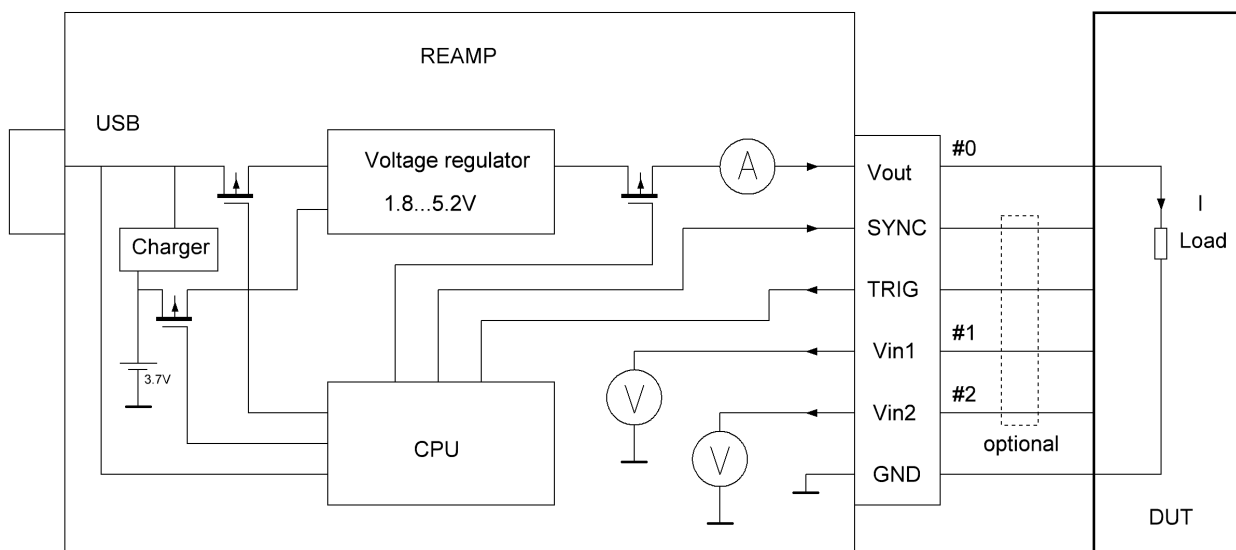 REAMP
USB
Voltage regulator
1.8...5.2V
A
Vout
#0
I
Load
SYNC
Charger
TRIG
3.7V
Vin1
#1
V
Vin2
#2
V
CPU
optional
GND
DUT